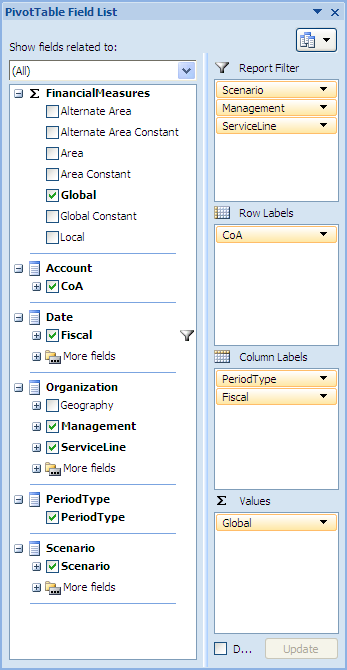 PivotTable Field List
Show fields related to:
(All)
Σ FinancialMeasures
Alternate Area
Alternate Area Constant
Area
Area Constant
Global
Global Constant
Local
Account
CoA
Date
Fiscal
More fields
Organization
Geography
Management
ServiceLine
More fields
PeriodType
PeriodType
Scenario
Scenario
More fields
Report Filter
Scenario
Management
ServiceLine
Row Labels
CoA
Column Labels
PeriodType
Fiscal
Σ Values
Global
D...
Update